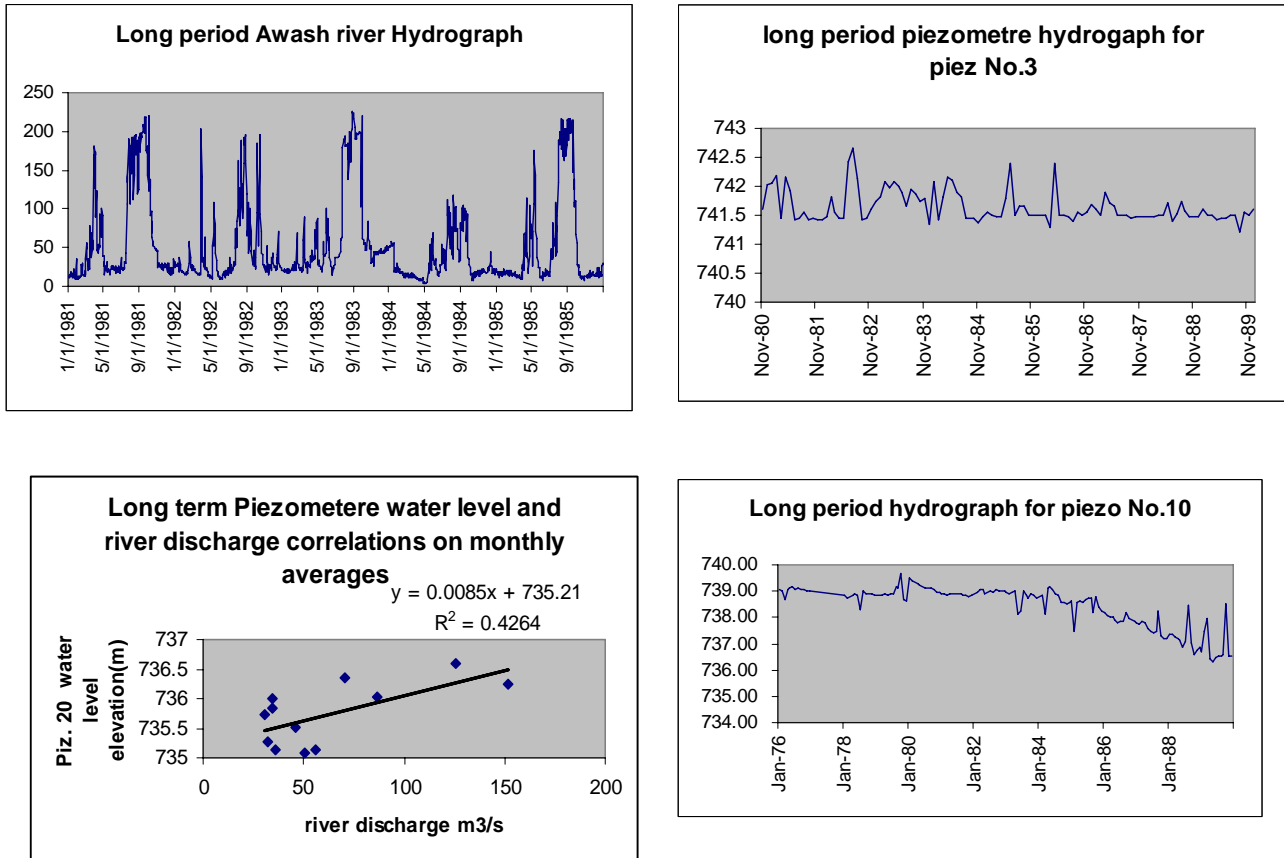 Long period Awash river Hydrograph
250
200
150
100
50
0
1/1/1981
5/1/1981
9/1/1981
1/1/1982
5/1/1982
9/1/1982
1/1/1983
5/1/1983
9/1/1983
1/1/1984
5/1/1984
9/1/1984
1/1/1985
5/1/1985
9/1/1985
long period piezometre hydrogaph for
piez No.3
743
742.5
742
741.5
741
740.5
740
Nov-80
Nov-81
Nov-82
Nov-83
Nov-84
Nov-85
Nov-86
Nov-87
Nov-88
Nov-89
Long term Piezometere water level and
river discharge correlations on monthly
averages
y = 0.0085x + 735.21
R² = 0.4264
Piz. 20 water
level
elevation(m)
737
736.5
736
735.5
735
0
50
100
150
200
river discharge m3/s
Long period hydrograph for piezo No.10
740.00
739.00
738.00
737.00
736.00
735.00
734.00
Jan-76
Jan-78
Jan-80
Jan-82
Jan-84
Jan-86
Jan-88